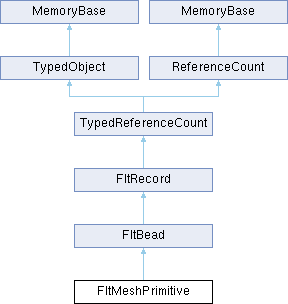 MemoryBase MemoryBase
TypedObject ReferenceCount
TypedReferenceCount
FltRecord
FltBead
FltMeshPrimitive